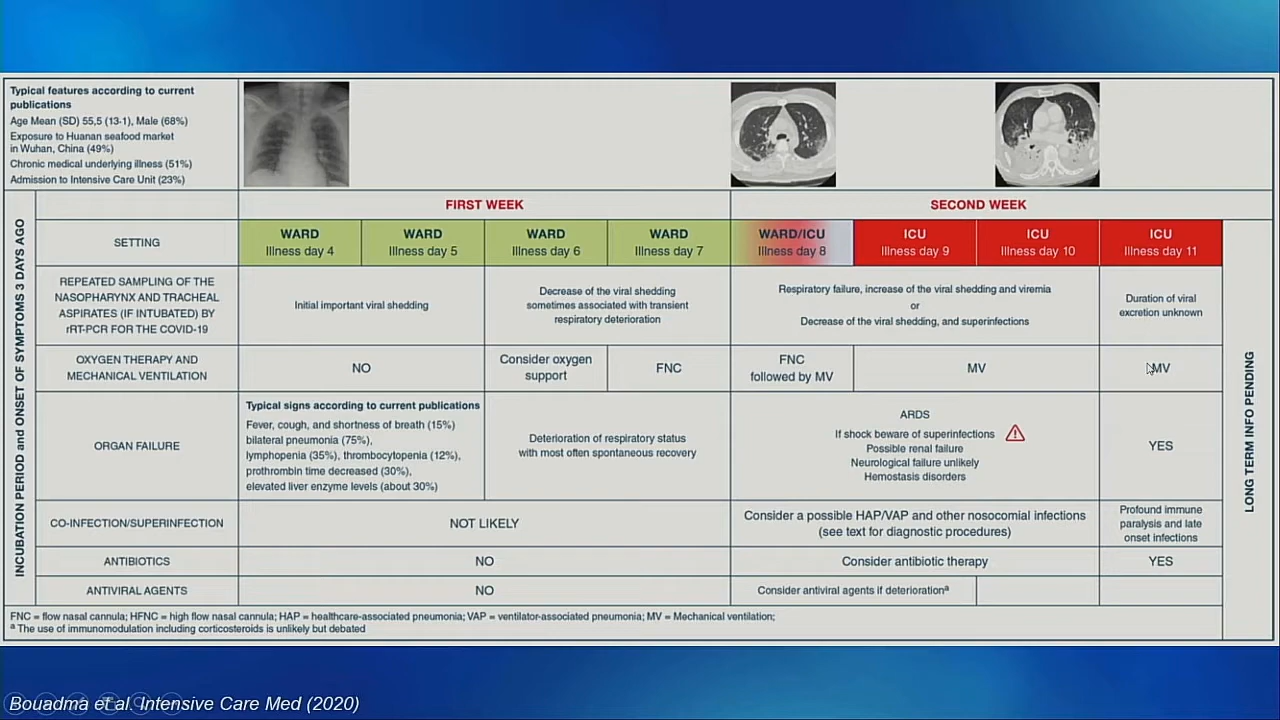 Typical features according to current
publications
Age Mean (SD) 55,5 (13-1), Male (68%)
Exposure to Huanan seafood market
in Wuhan, China (49%)
Chronic medical underlying illness (51%)
Admission to Intensive Care Unit (23%)
FIRST WEEK
SECOND WEEK
INCUBATION PERIOD and ONSET OF SYMPTOMS 3 DAYS AGO
SETTING
WARD
Illness day 4
WARD
Illness day 5
WARD
Illness day 6
WARD
Illness day 7
WARD/ICU
Illness day 8
ICU
Illness day 9
ICU
Illness day 10
ICU
Illness day 11
LONG TERM INFO PENDING
REPEATED SAMPLING OF THE
NASOPHARYNX AND TRACHEAL
ASPIRATES (IF INTUBATED) BY
rRT-PCR FOR THE COVID-19
Initial important viral shedding
Decrease of the viral shedding
sometimes associated with transient
respiratory deterioration
Respiratory failure, increase of the viral shedding and viremia
or
Decrease of the viral shedding, and superinfections
Duration of viral
excretion unknown
OXYGEN THERAPY AND
MECHANICAL VENTILATION
NO
Consider oxygen
support
FNC
FNC
followed by MV
MV
MV
ORGAN FAILURE
Typical signs according to current publications
Fever, cough, and shortness of breath (15%)
bilateral pneumonia (75%),
lymphopenia (35%), thrombocytopenia (12%),
prothrombin time decreased (30%),
elevated liver enzyme levels (about 30%)
Deterioration of respiratory status
with most often spontaneous recovery
ARDS
If shock beware of superinfections
Possible renal failure
Neurological failure unlikely
Hemostasis disorders
YES
CO-INFECTION/SUPERINFECTION
NOT LIKELY
Consider a possible HAP/VAP and other nosocomial infections
(see text for diagnostic procedures)
Profound immune
paralysis and late
onset infections
ANTIBIOTICS
NO
Consider antibiotic therapy
YES
ANTIVIRAL AGENTS
NO
Consider antiviral agents if deteriorationª
FNC = flow nasal cannula; HFNC = high flow nasal cannula; HAP = healthcare-associated pneumonia; VAP = ventilator-associated pneumonia; MV = Mechanical ventilation;
ª The use of immunomodulation including corticosteroids is unlikely but debated
Bouadma et al. Intensive Care Med (2020)